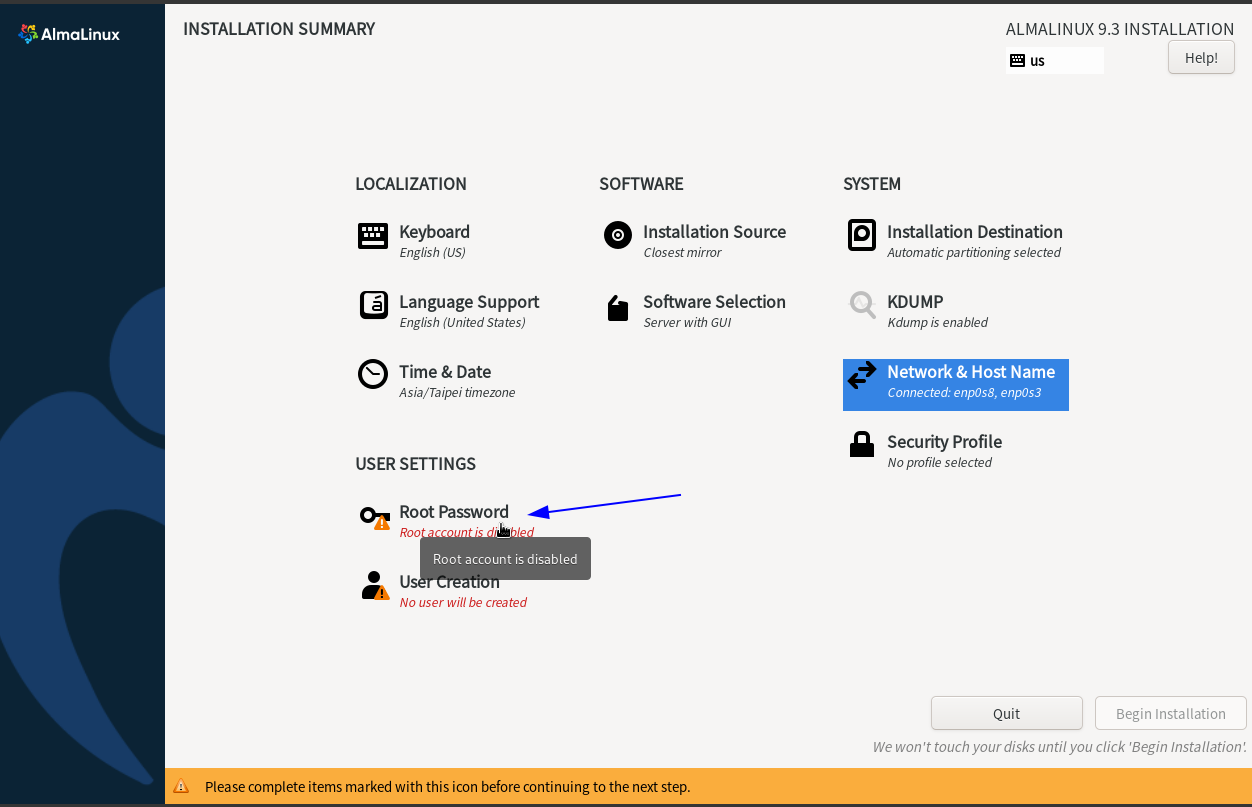 AlmaLinux
INSTALLATION SUMMARY
ALMALINUX 9.3 INSTALLATION
us
Help!
LOCALIZATION
Keyboard
English (US)
Language Support
English (United States)
Time & Date
Asia/Taipei timezone
SOFTWARE
Installation Source
Closest mirror
Software Selection
Server with GUI
SYSTEM
Installation Destination
Automatic partitioning selected
KDUMP
Kdump is enabled
Network & Host Name
Connected: enp0s8, enp0s3
Security Profile
No profile selected
USER SETTINGS
Root Password
Root account is disabled
Root account is disabled
User Creation
No user will be created
Quit
Begin Installation
We won't touch your disks until you click 'Begin Installation'.
Please complete items marked with this icon before continuing to the next step.